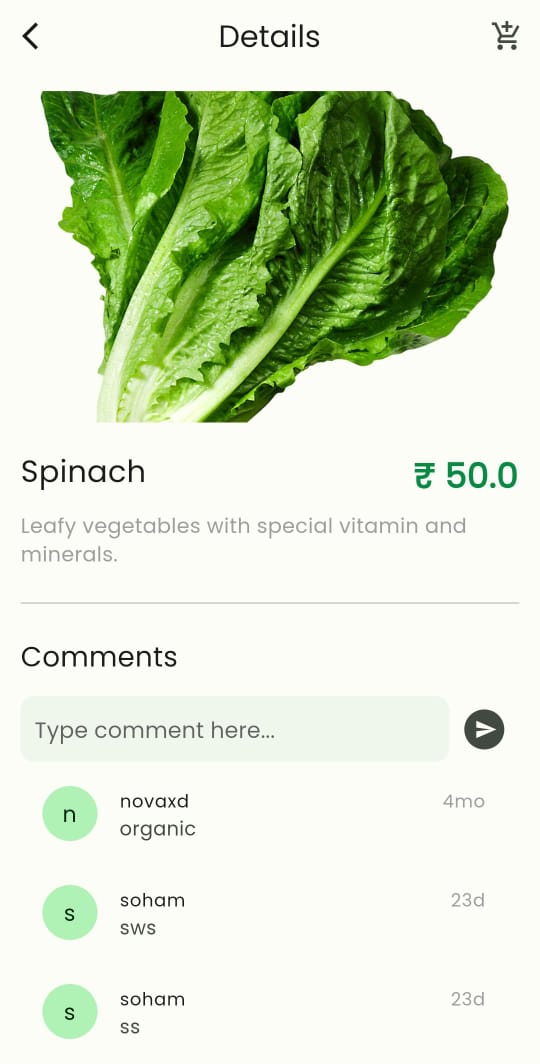 Details
Spinach
₹ 50.0
Leafy vegetables with special vitamin and
minerals.
Comments
Type comment here...
n
novaxd
4mo
organic
s
soham
23d
sws
s
soham
23d
ss